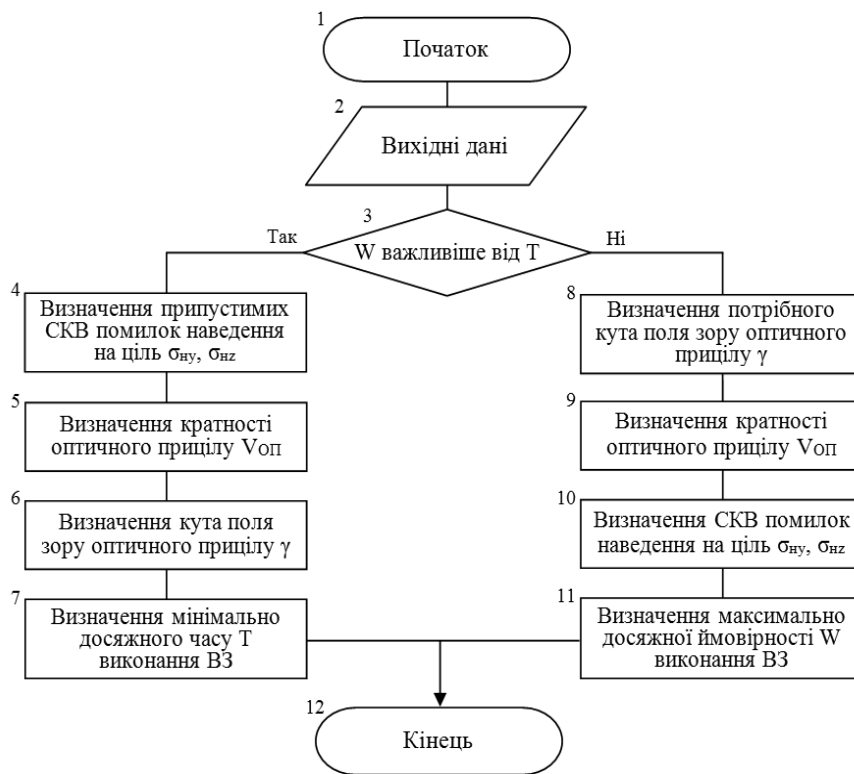 1
Початок
2
Вихідні дані
3
W важливіше від Т
Так
Ні
4
Визначення припустимих
СКВ помилок наведення
на ціль σну, σнz
5
Визначення кратності
оптичного прицілу VОП
6
Визначення кута поля
зору оптичного прицілу γ
7
Визначення мінімально
досяжного часу Т
виконання ВЗ
8
Визначення потрібного
кута поля зору оптичного
прицілу γ
9
Визначення кратності
оптичного прицілу VОП
10
Визначення СКВ помилок
наведення на ціль σну, σнz
11
Визначення максимально
досяжної ймовірності W
виконання ВЗ
12
Кінець